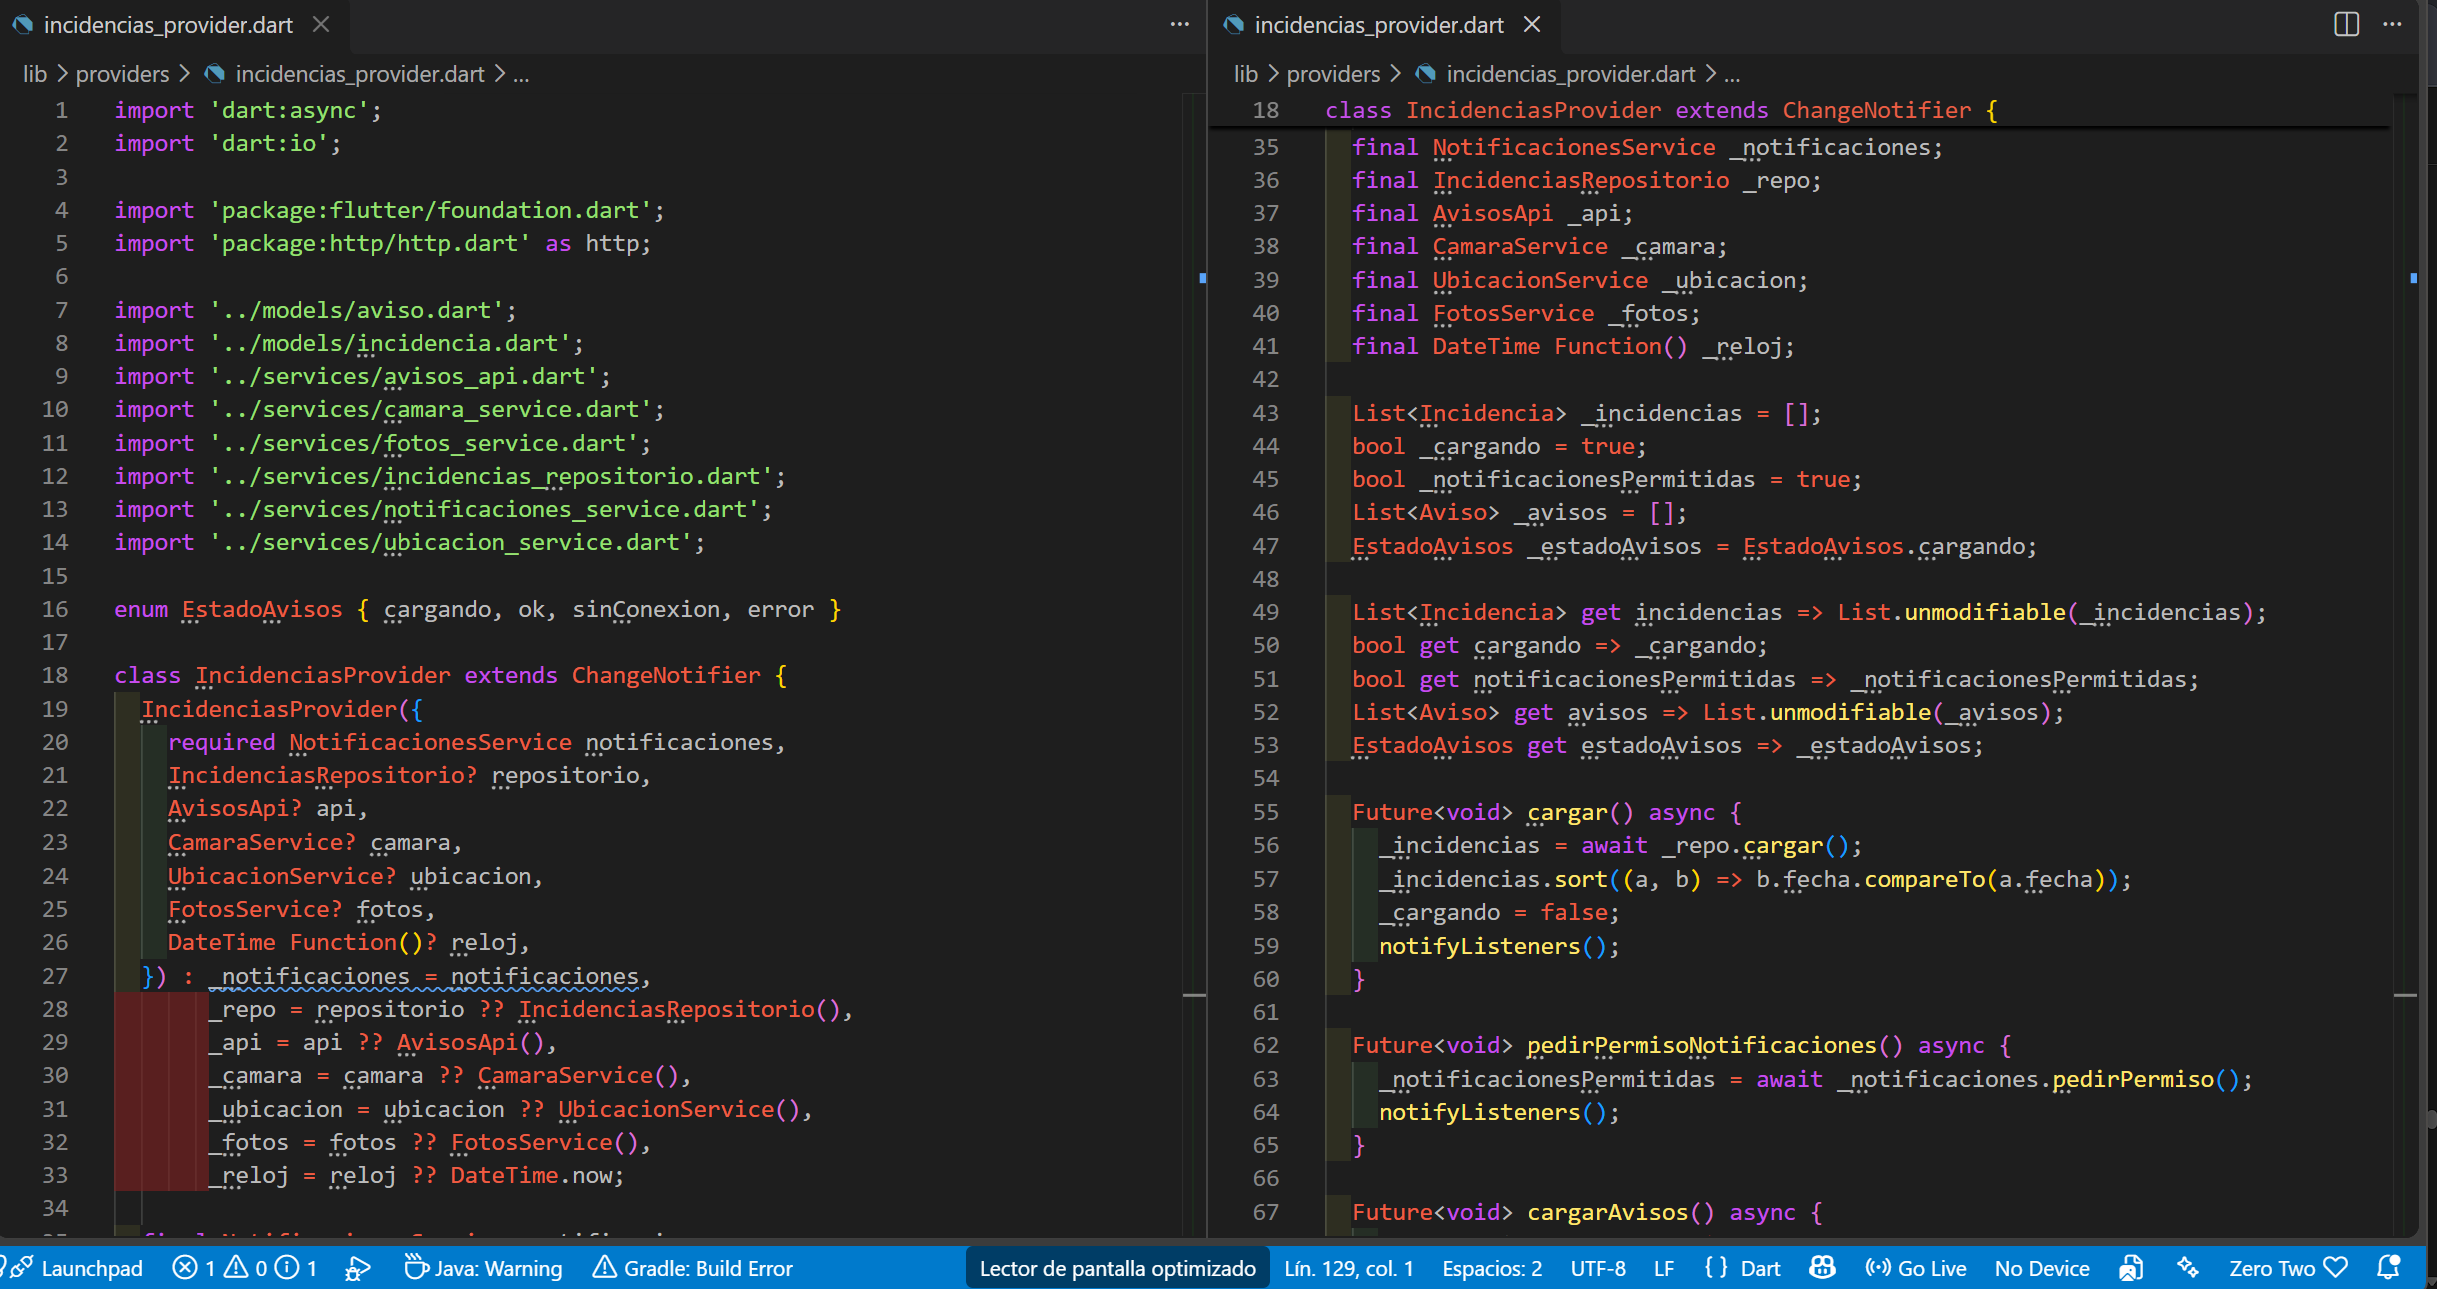 incidencias_provider.dart
lib > providers > incidencias_provider.dart > ...
1 import 'dart:async';
2 import 'dart:io';
3
4 import 'package:flutter/foundation.dart';
5 import 'package:http/http.dart' as http;
6
7 import '../models/aviso.dart';
8 import '../models/incidencia.dart';
9 import '../services/avisos_api.dart';
10 import '../services/camara_service.dart';
11 import '../services/fotos_service.dart';
12 import '../services/incidencias_repositorio.dart';
13 import '../services/notificaciones_service.dart';
14 import '../services/ubicacion_service.dart';
15
16 enum EstadoAvisos { cargando, ok, sinConexion, error }
17
18 class IncidenciasProvider extends ChangeNotifier {
19   IncidenciasProvider({
20     required NotificacionesService notificaciones,
21     IncidenciasRepositorio? repositorio,
22     AvisosApi? api,
23     CamaraService? camara,
24     UbicacionService? ubicacion,
25     FotosService? fotos,
26     DateTime Function()? reloj,
27   }) : _notificaciones = notificaciones,
28        _repo = repositorio ?? IncidenciasRepositorio(),
29        _api = api ?? AvisosApi(),
30        _camara = camara ?? CamaraService(),
31        _ubicacion = ubicacion ?? UbicacionService(),
32        _fotos = fotos ?? FotosService(),
33        _reloj = reloj ?? DateTime.now;
34
incidencias_provider.dart
lib > providers > incidencias_provider.dart > ...
18 class IncidenciasProvider extends ChangeNotifier {
35   final NotificacionesService _notificaciones;
36   final IncidenciasRepositorio _repo;
37   final AvisosApi _api;
38   final CamaraService _camara;
39   final UbicacionService _ubicacion;
40   final FotosService _fotos;
41   final DateTime Function() _reloj;
42
43   List<Incidencia> _incidencias = [];
44   bool _cargando = true;
45   bool _notificacionesPermitidas = true;
46   List<Aviso> _avisos = [];
47   EstadoAvisos _estadoAvisos = EstadoAvisos.cargando;
48
49   List<Incidencia> get incidencias => List.unmodifiable(_incidencias);
50   bool get cargando => _cargando;
51   bool get notificacionesPermitidas => _notificacionesPermitidas;
52   List<Aviso> get avisos => List.unmodifiable(_avisos);
53   EstadoAvisos get estadoAvisos => _estadoAvisos;
54
55   Future<void> cargar() async {
56     _incidencias = await _repo.cargar();
57     _incidencias.sort((a, b) => b.fecha.compareTo(a.fecha));
58     _cargando = false;
59     notifyListeners();
60   }
61
62   Future<void> pedirPermisoNotificaciones() async {
63     _notificacionesPermitidas = await _notificaciones.pedirPermiso();
64     notifyListeners();
65   }
66
67   Future<void> cargarAvisos() async {
Launchpad 1 0 1 Java: Warning Gradle: Build Error Lector de pantalla optimizado Lín. 129, col. 1 Espacios: 2 UTF-8 LF {} Dart Go Live No Device Zero Two